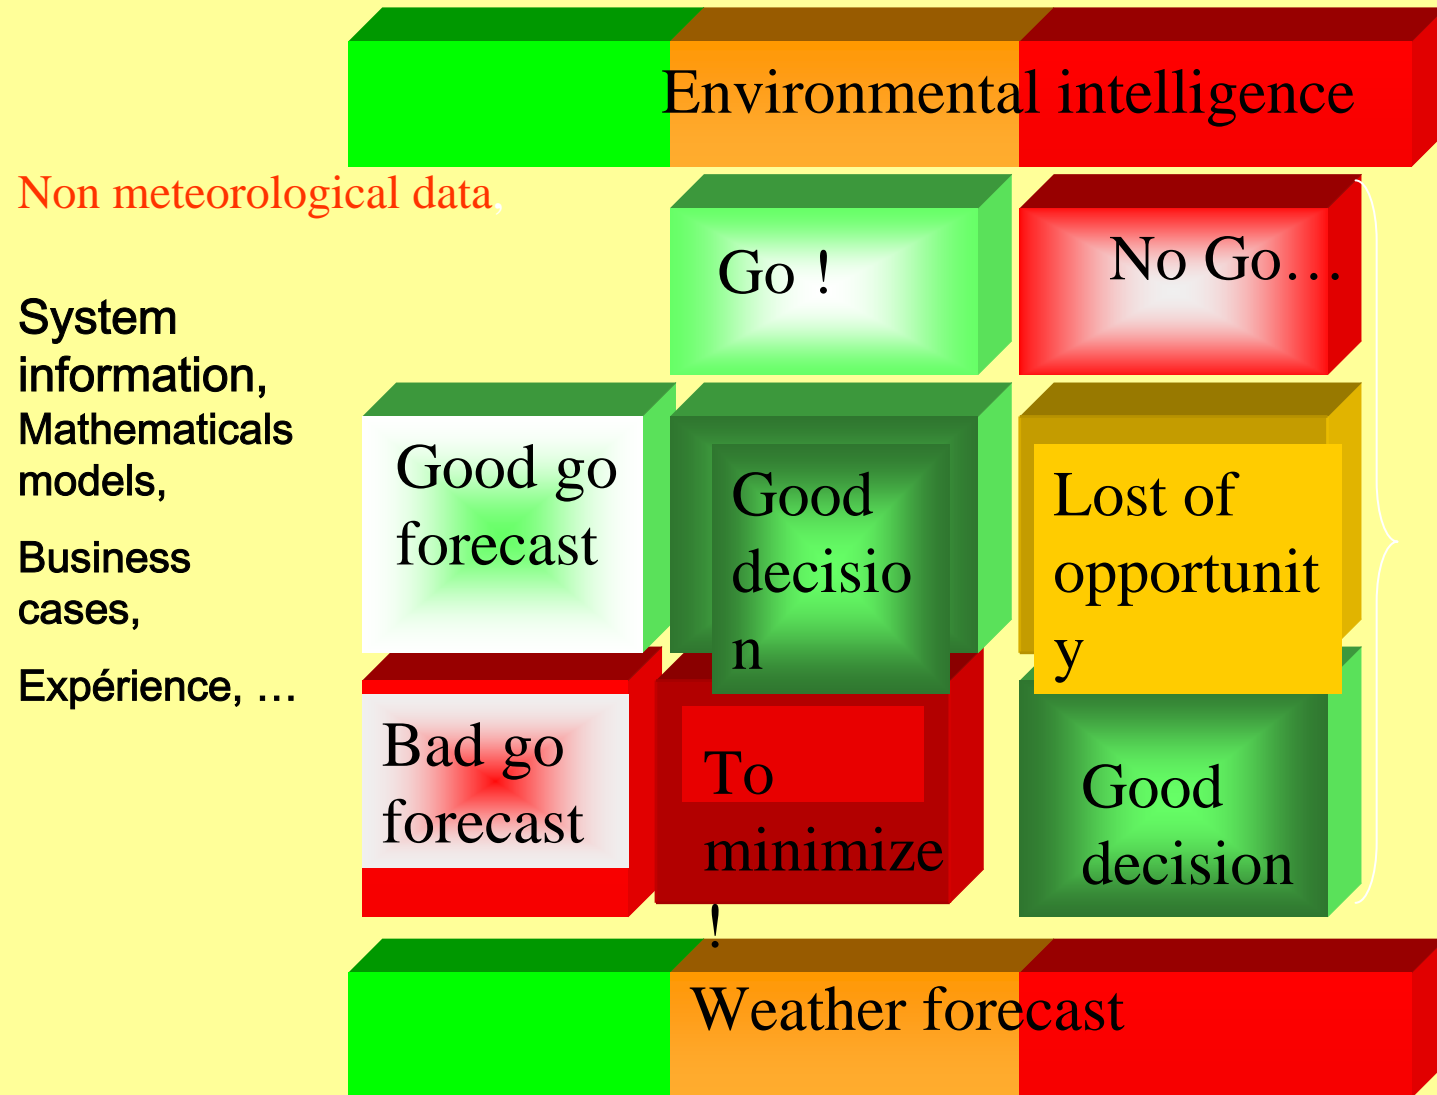 Environmental intelligence
Non meteorological data,
Go !
No Go…
System
information,
Mathematicals
models,
Business
cases,
Expérience, …
Good go
forecast
Good
decisio
n
Lost of
opportunit
y
Bad go
forecast
To
minimize
!
Good
decision
Weather forecast